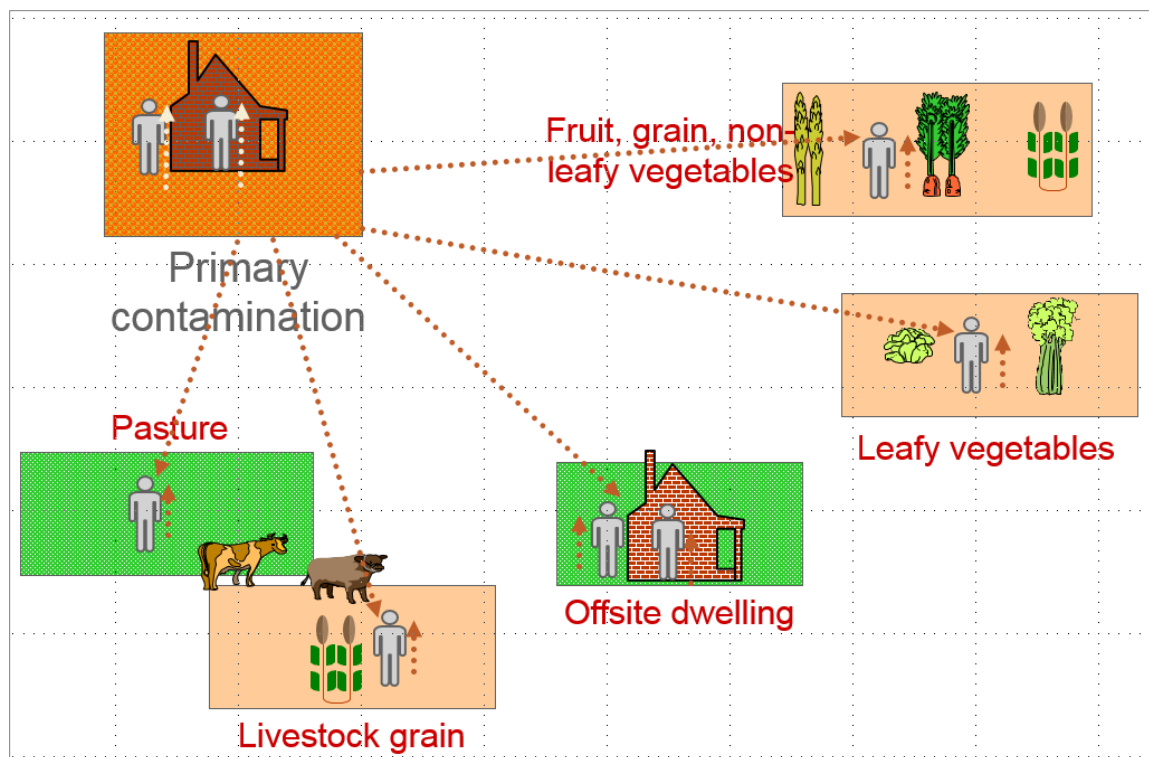 Fruit, grain, non-
leafy vegetables
Primary
contamination
Leafy vegetables
Pasture
Offsite dwelling
Livestock grain